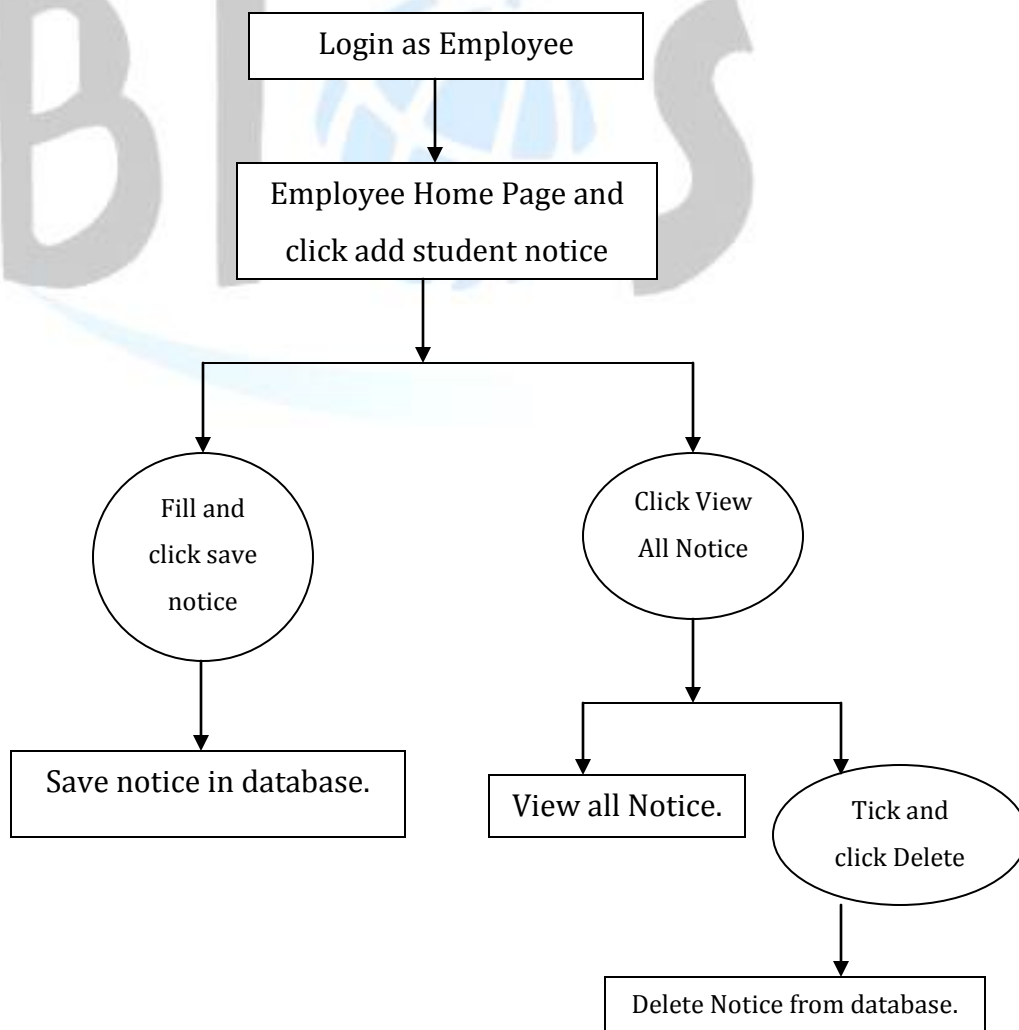 Login as Employee
Employee Home Page and
click add student notice
Fill and
click save
notice
Click View
All Notice
Save notice in database.
View all Notice.
Tick and
click Delete
Delete Notice from database.